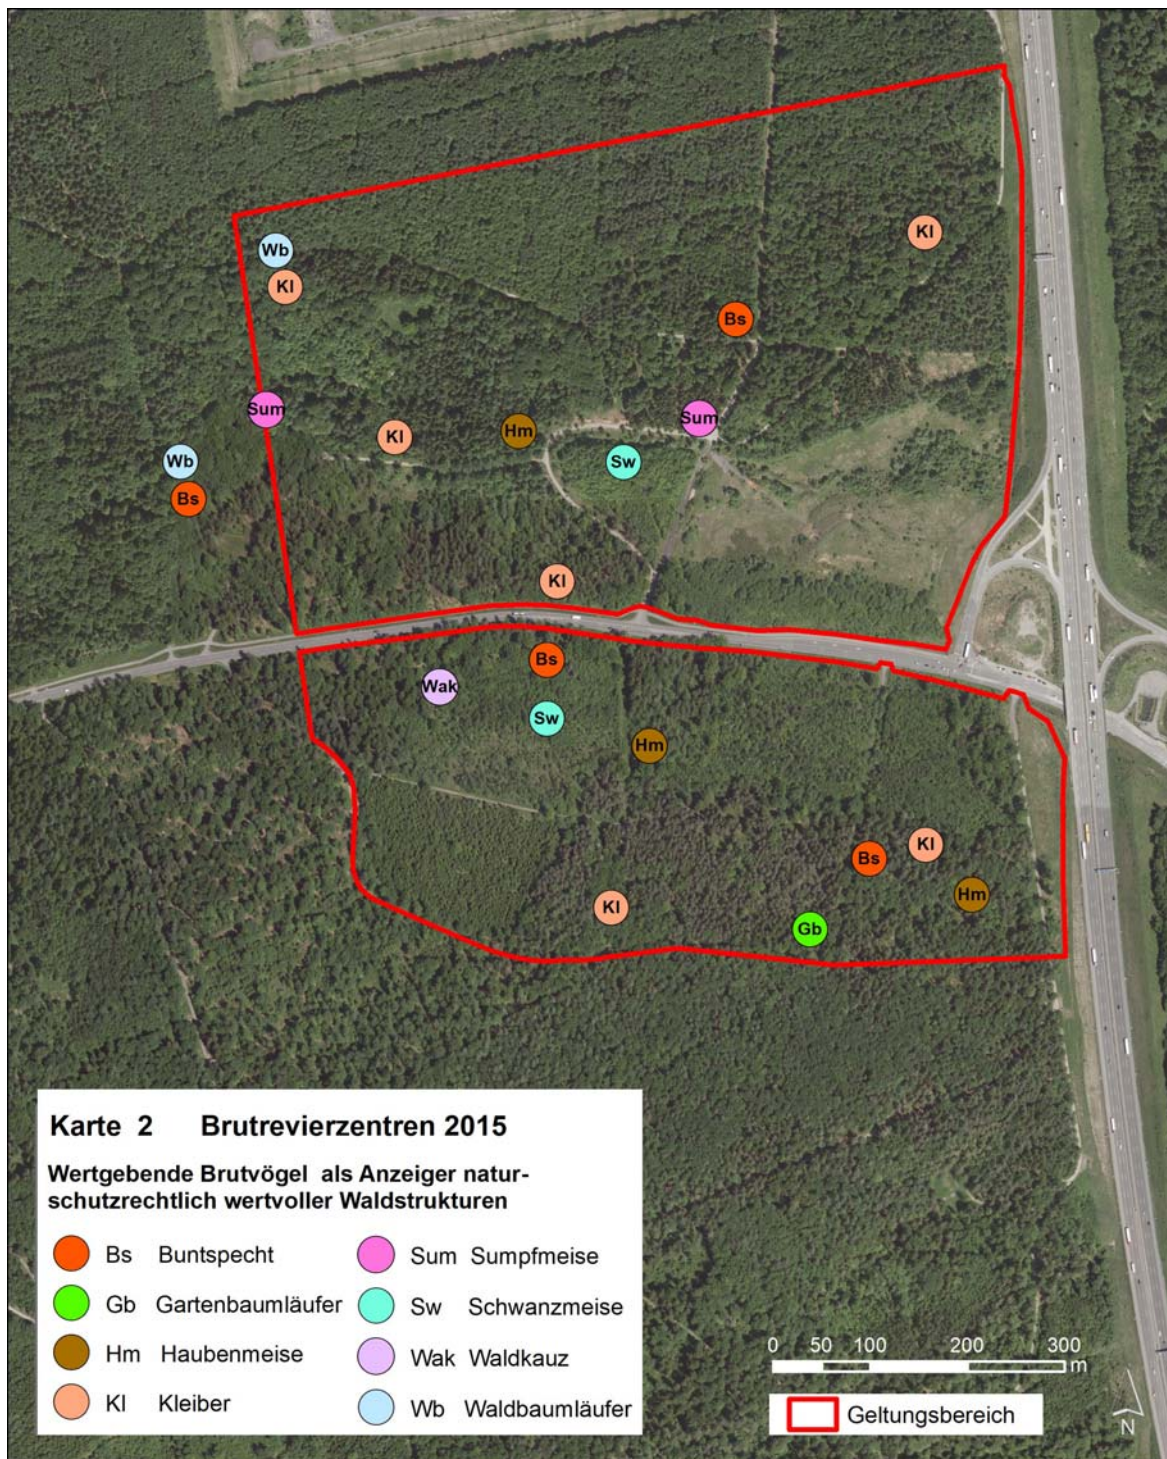 Wb
Kl
Kl
Bs
Sum
Kl
Hm
Sum
Wb
Sw
Bs
Kl
Bs
Wak
Sw
Hm
Bs
Kl
Hm
Kl
Gb
Karte 2 Brutrevierzentren 2015
Wertgebende Brutvögel als Anzeiger natur-
schutzrechtlich wertvoller Waldstrukturen
Bs Buntspecht
Gb Gartenbaumläufer
Hm Haubenmeise
Kl Kleiber
Sum Sumpfmeise
Sw Schwanzmeise
Wak Waldkauz
Wb Waldbaumläufer
0 50 100 200 300
m
Geltungsbereich
N